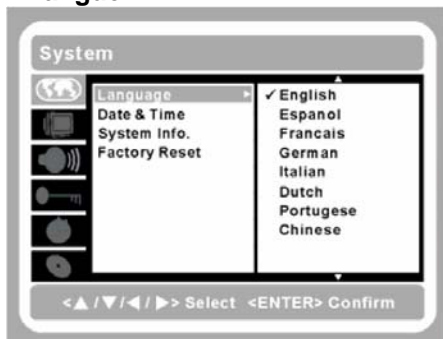 System
Language
Date & Time
System Info.
Factory Reset
✓ English
Espanol
Francais
German
Italian
Dutch
Portugese
Chinese
<▲ /▼/◀ / ▶> Select <ENTER> Confirm